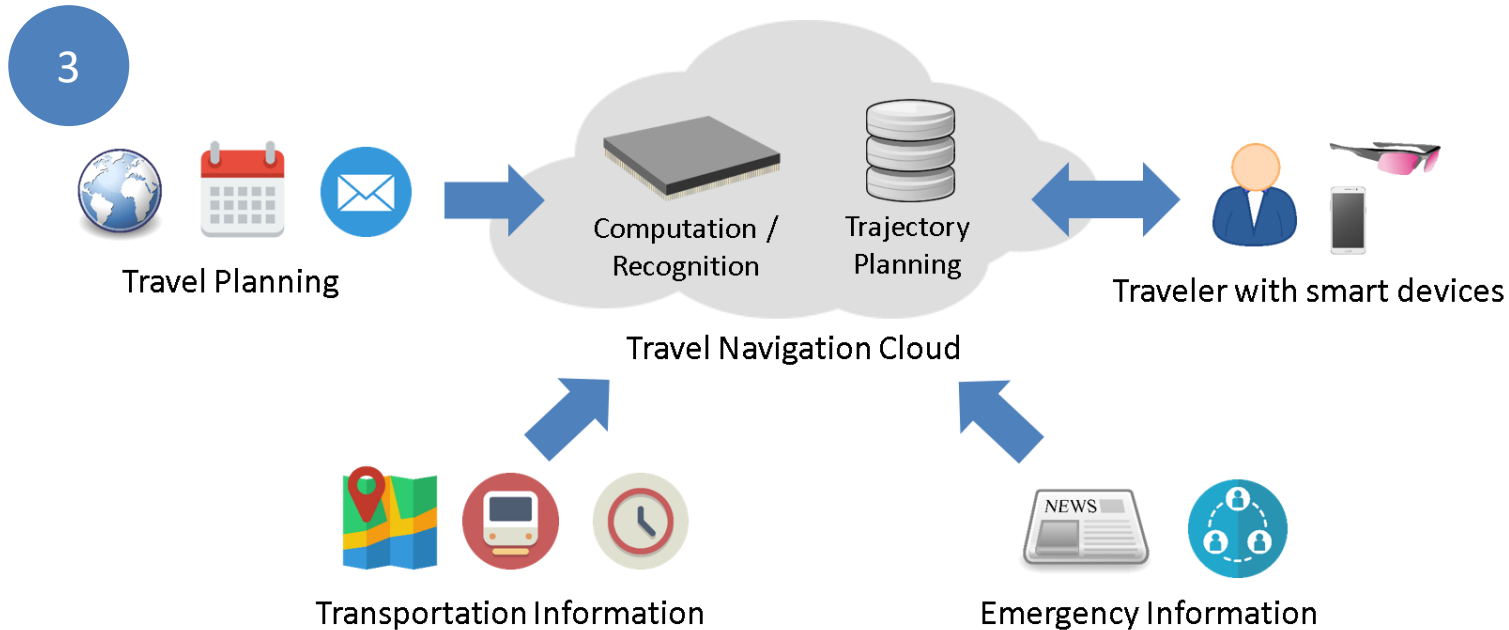 3
Computation /
Recognition
Trajectory
Planning
Travel Planning
Traveler with smart devices
Travel Navigation Cloud
NEWS
Transportation Information
Emergency Information